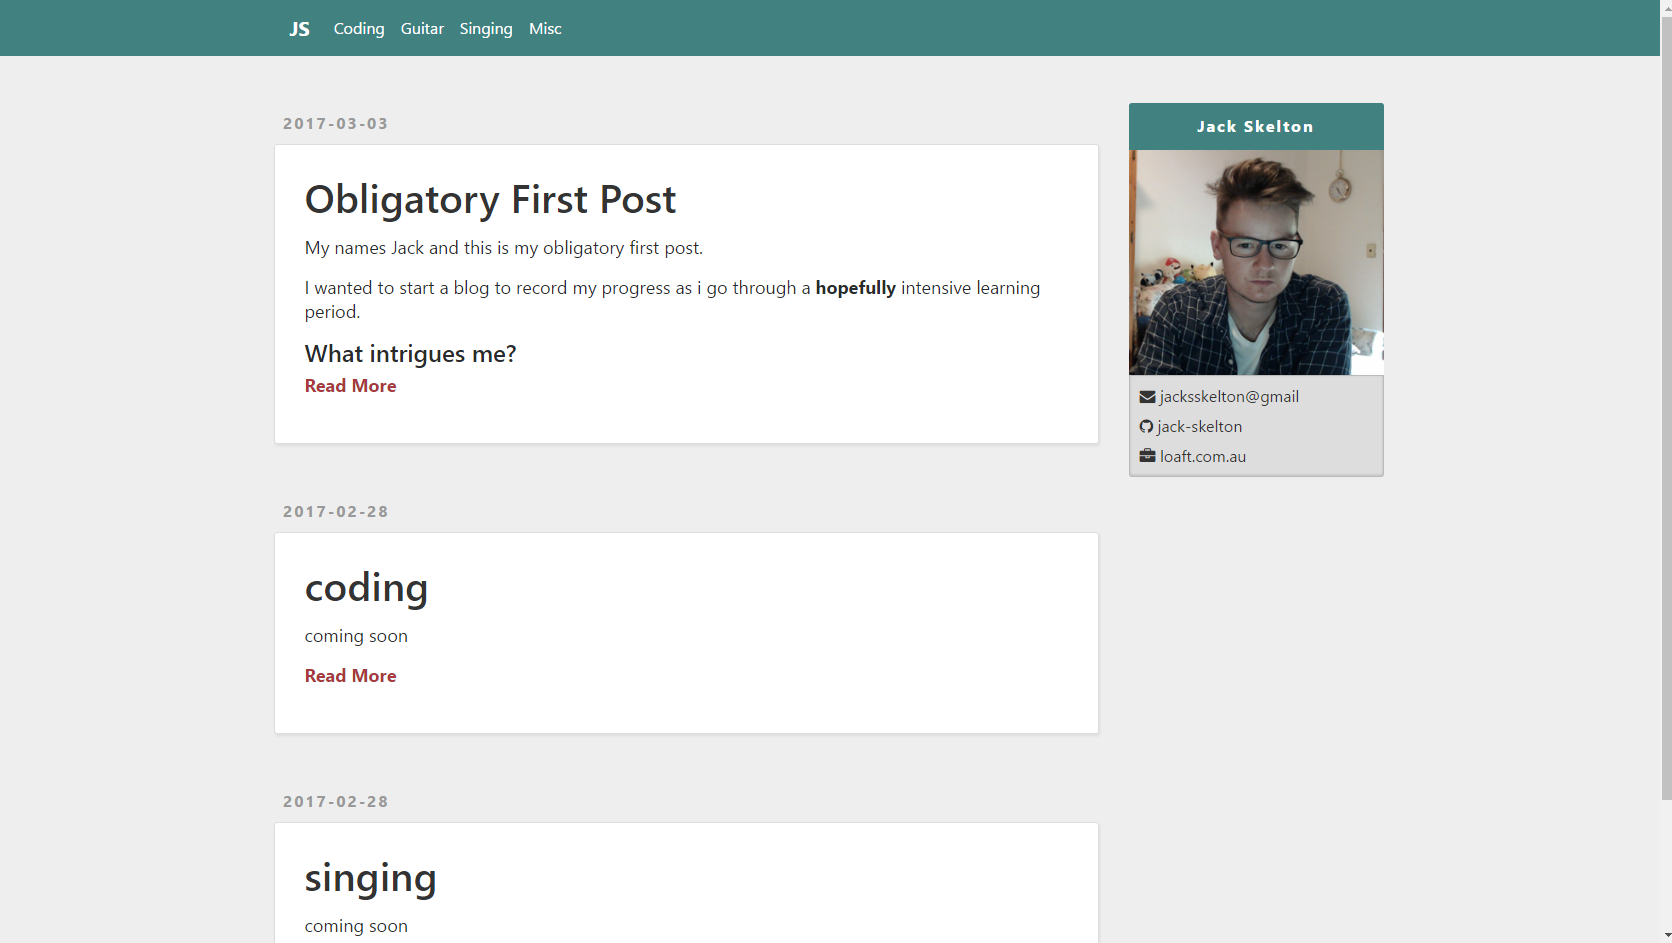 JS Coding Guitar Singing Misc
2017-03-03
Obligatory First Post
My names Jack and this is my obligatory first post.
I wanted to start a blog to record my progress as i go through a hopefully intensive learning
period.
What intrigues me?
Read More
2017-02-28
coding
coming soon
Read More
2017-02-28
singing
coming soon
Jack Skelton
jacksskelton@gmail
jack-skelton
loaft.com.au